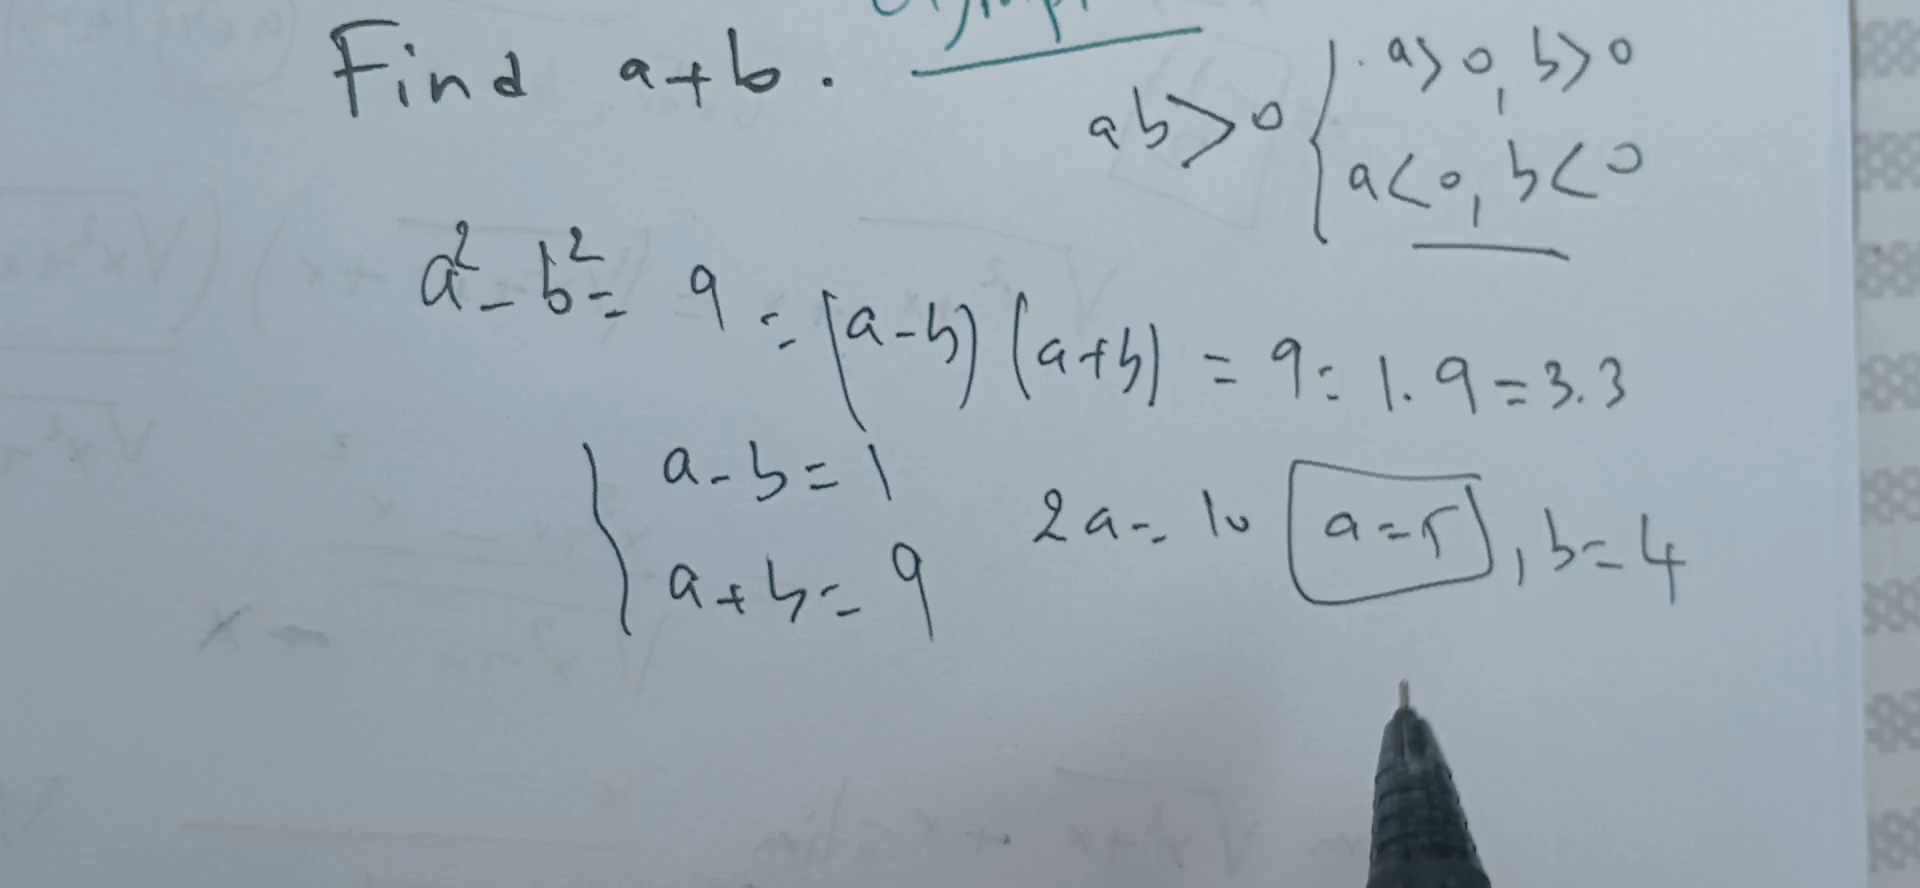 Find a+b.
ab>0 { a>0, b>0
a<0, b<0
a²-b²= 9 = (a-b)(a+b) = 9 = 1.9=3.3
{ a-b=1
a+b=9
2a= 10 a=5, b=4